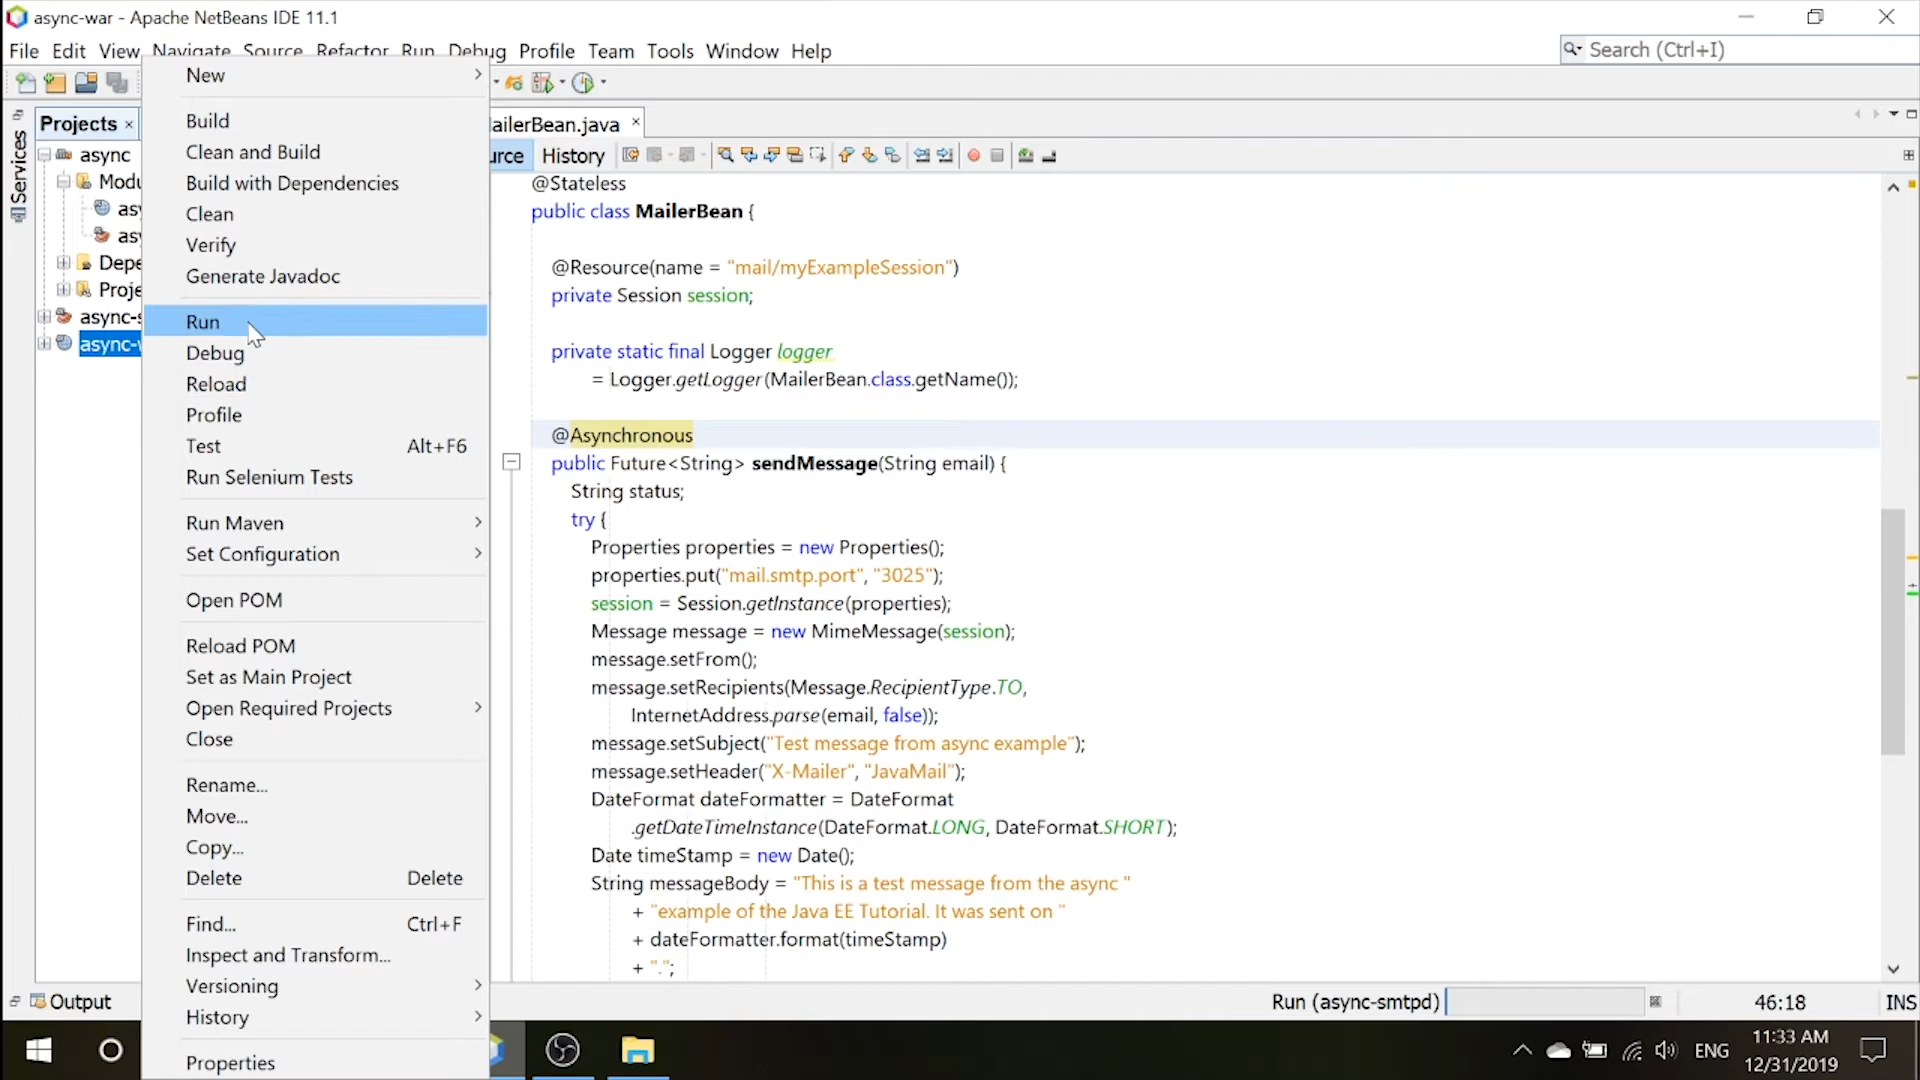 async-war - Apache NetBeans IDE 11.1
File Edit View Navigate Source Refactor Run Debug Profile Team Tools Window Help
Search (Ctrl+I)
Services
Projects ×
async
Modu
asy
asy
Depe
Proje
async-s
async-w
New
Build
Clean and Build
Build with Dependencies
Clean
Verify
Generate Javadoc
Run
Debug
Reload
Profile
Test Alt+F6
Run Selenium Tests
Run Maven
Set Configuration
Open POM
Reload POM
Set as Main Project
Open Required Projects
Close
Rename...
Move...
Copy...
Delete Delete
Find... Ctrl+F
Inspect and Transform...
Versioning
History
Properties
ailerBean.java ×
urce History
@Stateless
public class MailerBean {
@Resource(name = "mail/myExampleSession")
private Session session;
private static final Logger logger
= Logger.getLogger(MailerBean.class.getName());
@Asynchronous
public Future<String> sendMessage(String email) {
String status;
try {
Properties properties = new Properties();
properties.put("mail.smtp.port", "3025");
session = Session.getInstance(properties);
Message message = new MimeMessage(session);
message.setFrom();
message.setRecipients(Message.RecipientType.TO,
InternetAddress.parse(email, false));
message.setSubject("Test message from async example");
message.setHeader("X-Mailer", "JavaMail");
DateFormat dateFormatter = DateFormat
.getDateTimeInstance(DateFormat.LONG, DateFormat.SHORT);
Date timeStamp = new Date();
String messageBody = "This is a test message from the async "
+ "example of the Java EE Tutorial. It was sent on "
+ dateFormatter.format(timeStamp)
+ ".";
Output
Run (async-smtpd)
46:18
INS
ENG
11:33 AM
12/31/2019